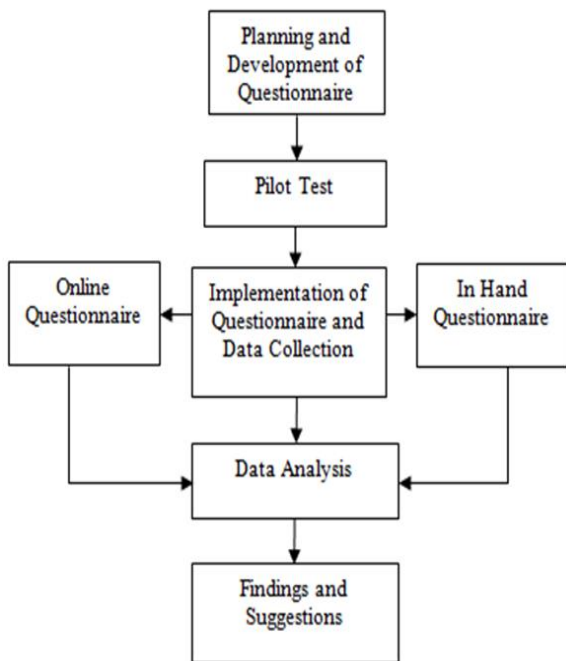 Planning and
Development of
Questionnaire
Pilot Test
Online
Questionnaire
Implementation of
Questionnaire and
Data Collection
In Hand
Questionnaire
Data Analysis
Findings and
Suggestions